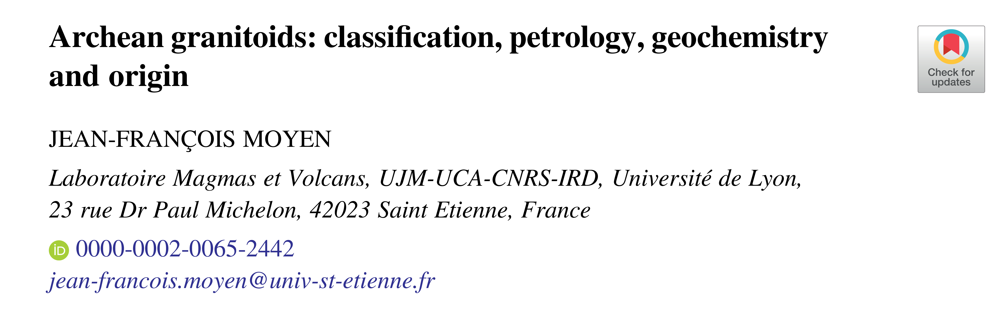 Archean granitoids: classification, petrology, geochemistry
and origin
Check for
updates
JEAN-FRANÇOIS MOYEN
Laboratoire Magmas et Volcans, UJM-UCA-CNRS-IRD, Université de Lyon,
23 rue Dr Paul Michelon, 42023 Saint Etienne, France
iD 0000-0002-0065-2442
jean-francois.moyen@univ-st-etienne.fr